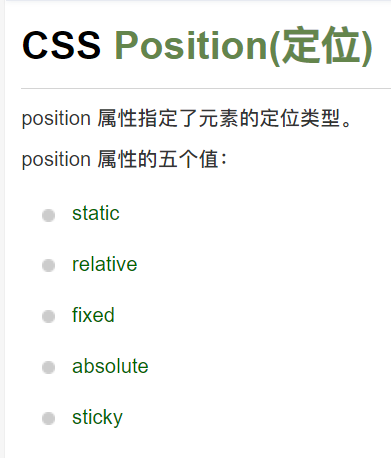 CSS Position(定位)
position 属性指定了元素的定位类型。
position 属性的五个值：
static
relative
fixed
absolute
sticky